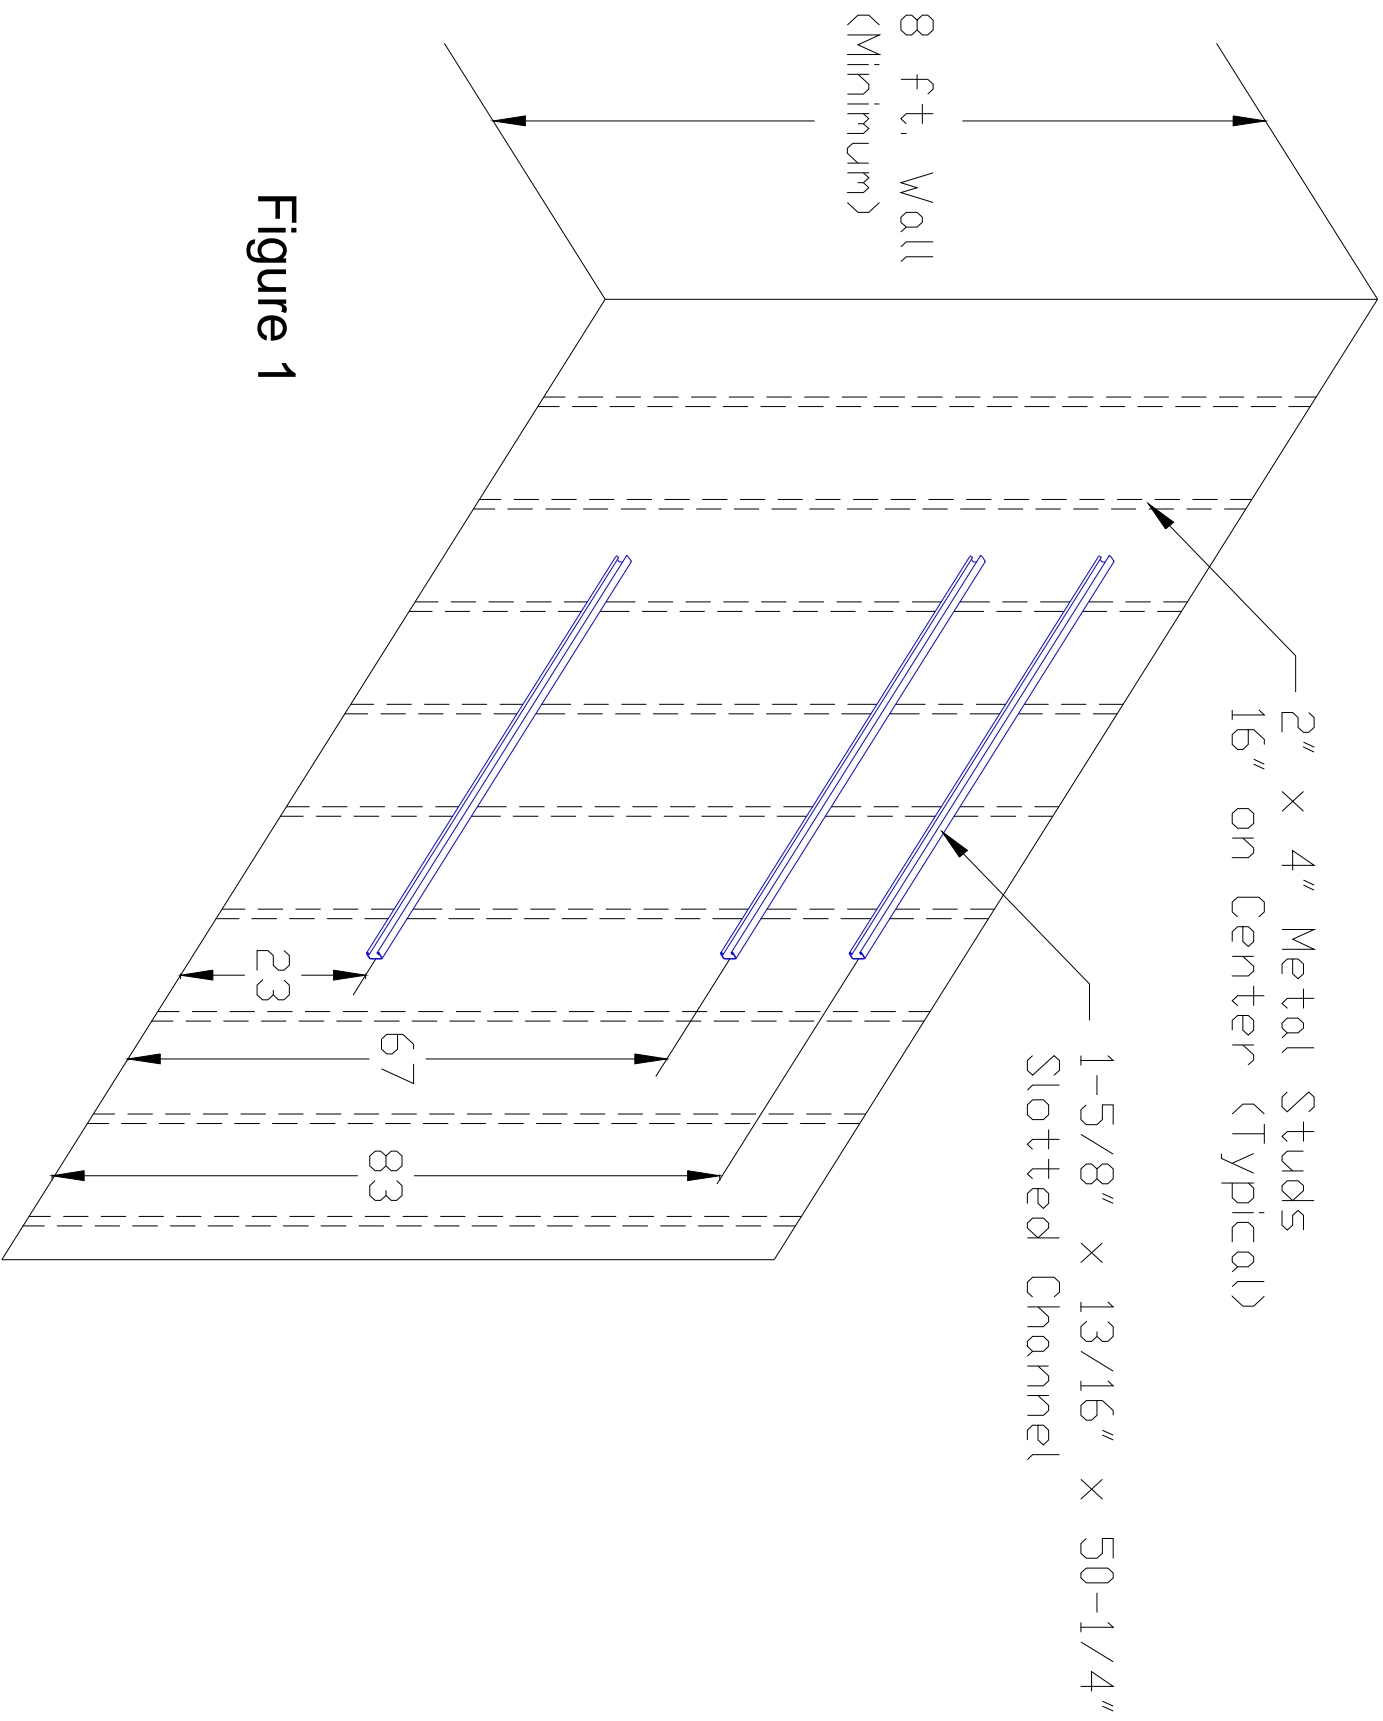 8 ft. Wall
(Minimum)
2" x 4" Metal Studs
16" on Center (Typical)
1-5/8" x 13/16" x 50-1/4"
Slotted Channel
23
67
83
Figure 1